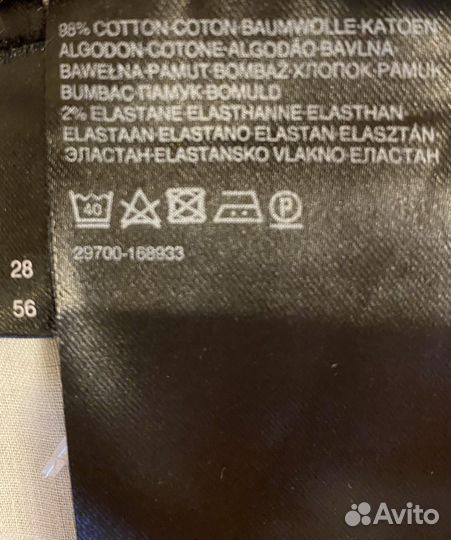 98% COTTON·COTON·BAUMWOLLE·KATOEN
ALGODON·COTONE·ALGODÃO·BAVLNA
BAWEŁNA·PAMUT·BOMBAŽ·ХЛОПОК·PAMUK
BUMBAC·ПАМУК·BOMULD
2% ELASTANE·ELASTHANNE·ELASTHAN
ELASTAAN·ELASTANO·ELASTAN·ELASZTÁN·
ЭЛАСТАН·ELASTANSKO VLAKNO·ЕЛАСТАН
40
P
29700-168933
28
56
Avito